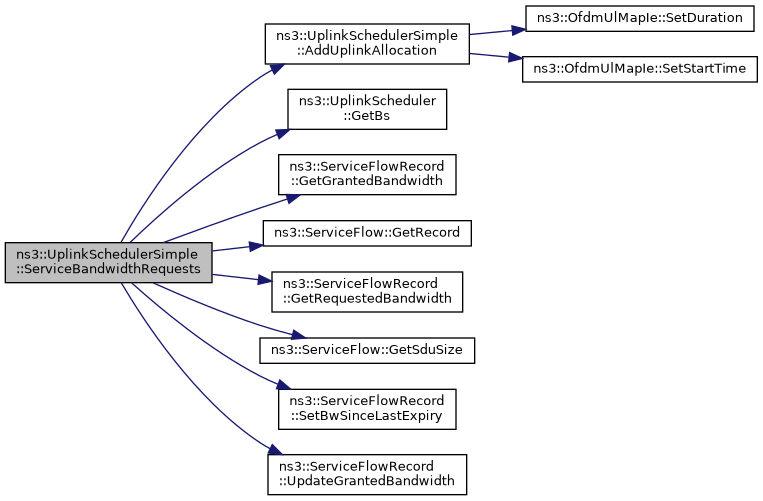 ns3::UplinkSchedulerSimple
::ServiceBandwidthRequests
ns3::UplinkSchedulerSimple
::AddUplinkAllocation
ns3::OfdmUlMapIe::SetDuration
ns3::OfdmUlMapIe::SetStartTime
ns3::UplinkScheduler
::GetBs
ns3::ServiceFlowRecord
::GetGrantedBandwidth
ns3::ServiceFlow::GetRecord
ns3::ServiceFlowRecord
::GetRequestedBandwidth
ns3::ServiceFlow::GetSduSize
ns3::ServiceFlowRecord
::SetBwSinceLastExpiry
ns3::ServiceFlowRecord
::UpdateGrantedBandwidth